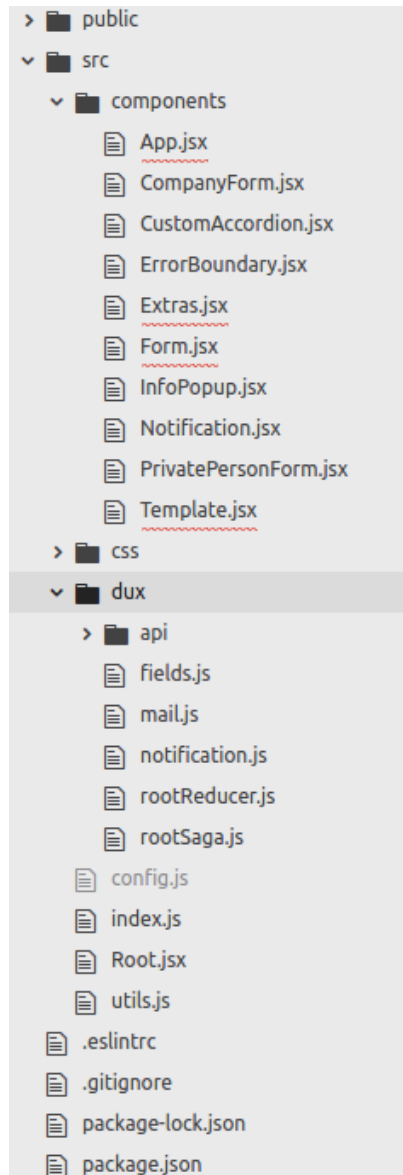 public
src
components
App.jsx
CompanyForm.jsx
CustomAccordion.jsx
ErrorBoundary.jsx
Extras.jsx
Form.jsx
InfoPopup.jsx
Notification.jsx
PrivatePersonForm.jsx
Template.jsx
css
dux
api
fields.js
mail.js
notification.js
rootReducer.js
rootSaga.js
config.js
index.js
Root.jsx
utils.js
.eslintrc
.gitignore
package-lock.json
package.json